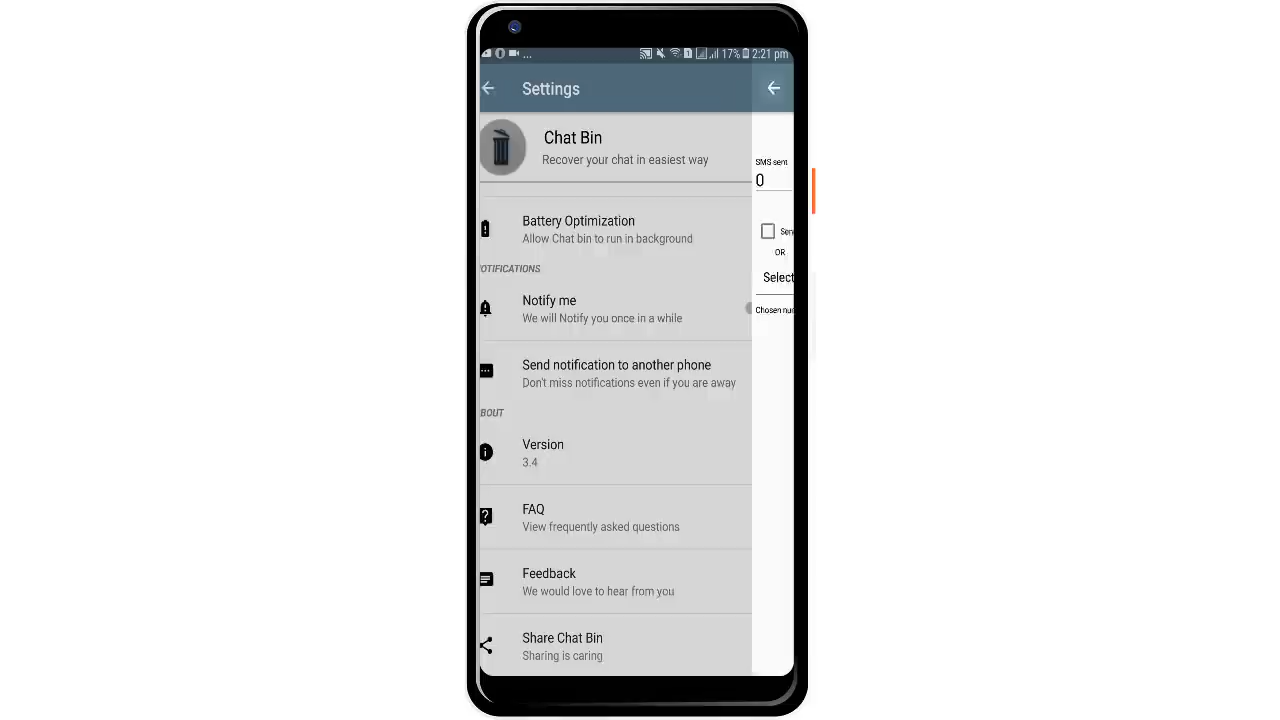 ... 17% 2:21 pm
Settings
Chat Bin
Recover your chat in easiest way
SMS sent
0
Battery Optimization
Allow Chat bin to run in background
Sen
OR
OTIFICATIONS
Select
Notify me
We will Notify you once in a while
Chosen nu
Send notification to another phone
Don't miss notifications even if you are away
BOUT
Version
3.4
FAQ
View frequently asked questions
Feedback
We would love to hear from you
Share Chat Bin
Sharing is caring